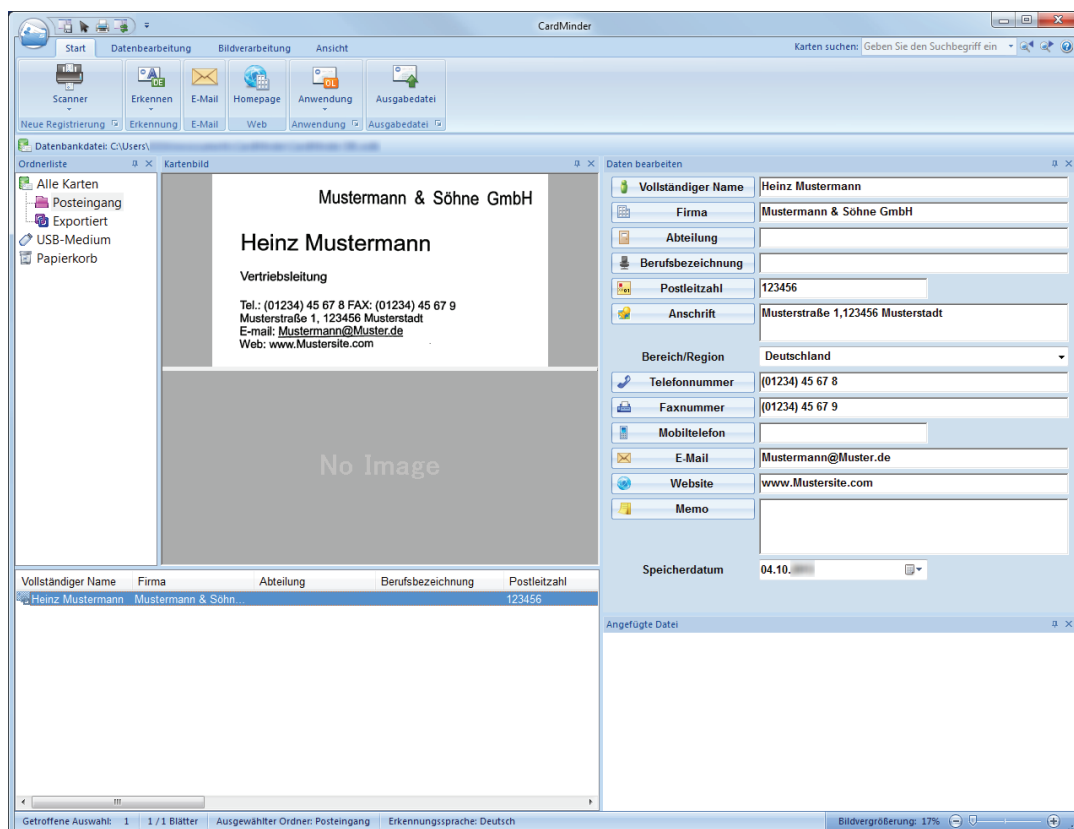 CardMinder
Start Datenbearbeitung Bildverarbeitung Ansicht
Karten suchen: Geben Sie den Suchbegriff ein
DE
OL
Scanner Erkennen E-Mail Homepage Anwendung Ausgabedatei
Neue Registrierung Erkennung E-Mail Web Anwendung Ausgabedatei
Datenbankdatei: C:\Users\
Ordnerliste
Alle Karten
Posteingang
Exportiert
USB-Medium
Papierkorb
Kartenbild
Mustermann & Söhne GmbH
Heinz Mustermann
Vertriebsleitung
Tel.: (01234) 45 67 8 FAX: (01234) 45 67 9
Musterstraße 1, 123456 Musterstadt
E-mail: Mustermann@Muster.de
Web: www.Mustersite.com
No Image
Daten bearbeiten
Vollständiger Name Heinz Mustermann
Firma Mustermann & Söhne GmbH
Abteilung
Berufsbezeichnung
Postleitzahl 123456
Anschrift Musterstraße 1,123456 Musterstadt
Bereich/Region Deutschland
Telefonnummer (01234) 45 67 8
Faxnummer (01234) 45 67 9
Mobiltelefon
E-Mail Mustermann@Muster.de
Website www.Mustersite.com
Memo
Speicherdatum 04.10.
Vollständiger Name Firma Abteilung Berufsbezeichnung Postleitzahl
Heinz Mustermann Mustermann & Söhn... 123456
Angefügte Datei
Getroffene Auswahl: 1 1 / 1 Blätter Ausgewählter Ordner: Posteingang Erkennungssprache: Deutsch Bildvergrößerung: 17%